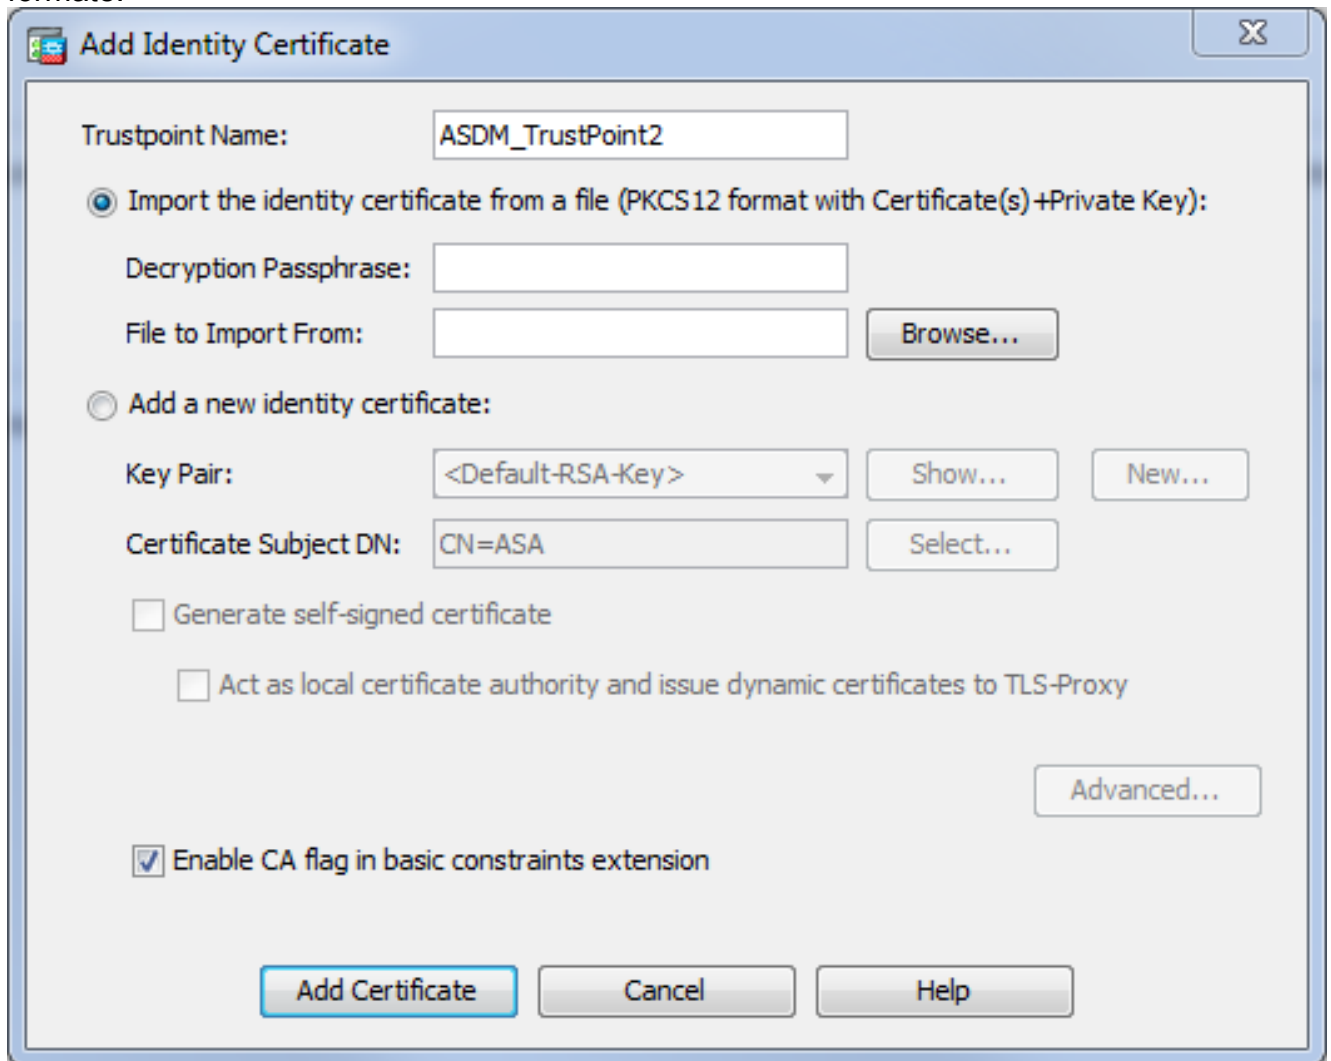 Add Identity Certificate
Trustpoint Name: ASDM_TrustPoint2
Import the identity certificate from a file (PKCS12 format with Certificate(s)+Private Key):
Decryption Passphrase:
File to Import From: Browse...
Add a new identity certificate:
Key Pair: <Default-RSA-Key> Show... New...
Certificate Subject DN: CN=ASA Select...
Generate self-signed certificate
Act as local certificate authority and issue dynamic certificates to TLS-Proxy
Advanced...
Enable CA flag in basic constraints extension
Add Certificate Cancel Help